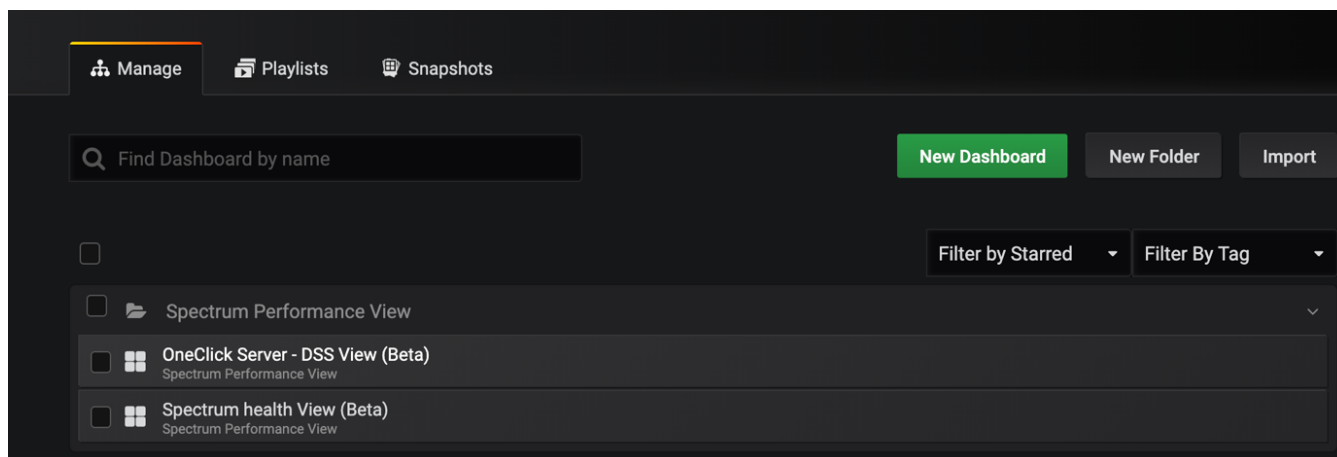 Manage Playlists Snapshots
Find Dashboard by name
New Dashboard New Folder Import
Filter by Starred Filter By Tag
Spectrum Performance View
OneClick Server - DSS View (Beta)
Spectrum Performance View
Spectrum health View (Beta)
Spectrum Performance View